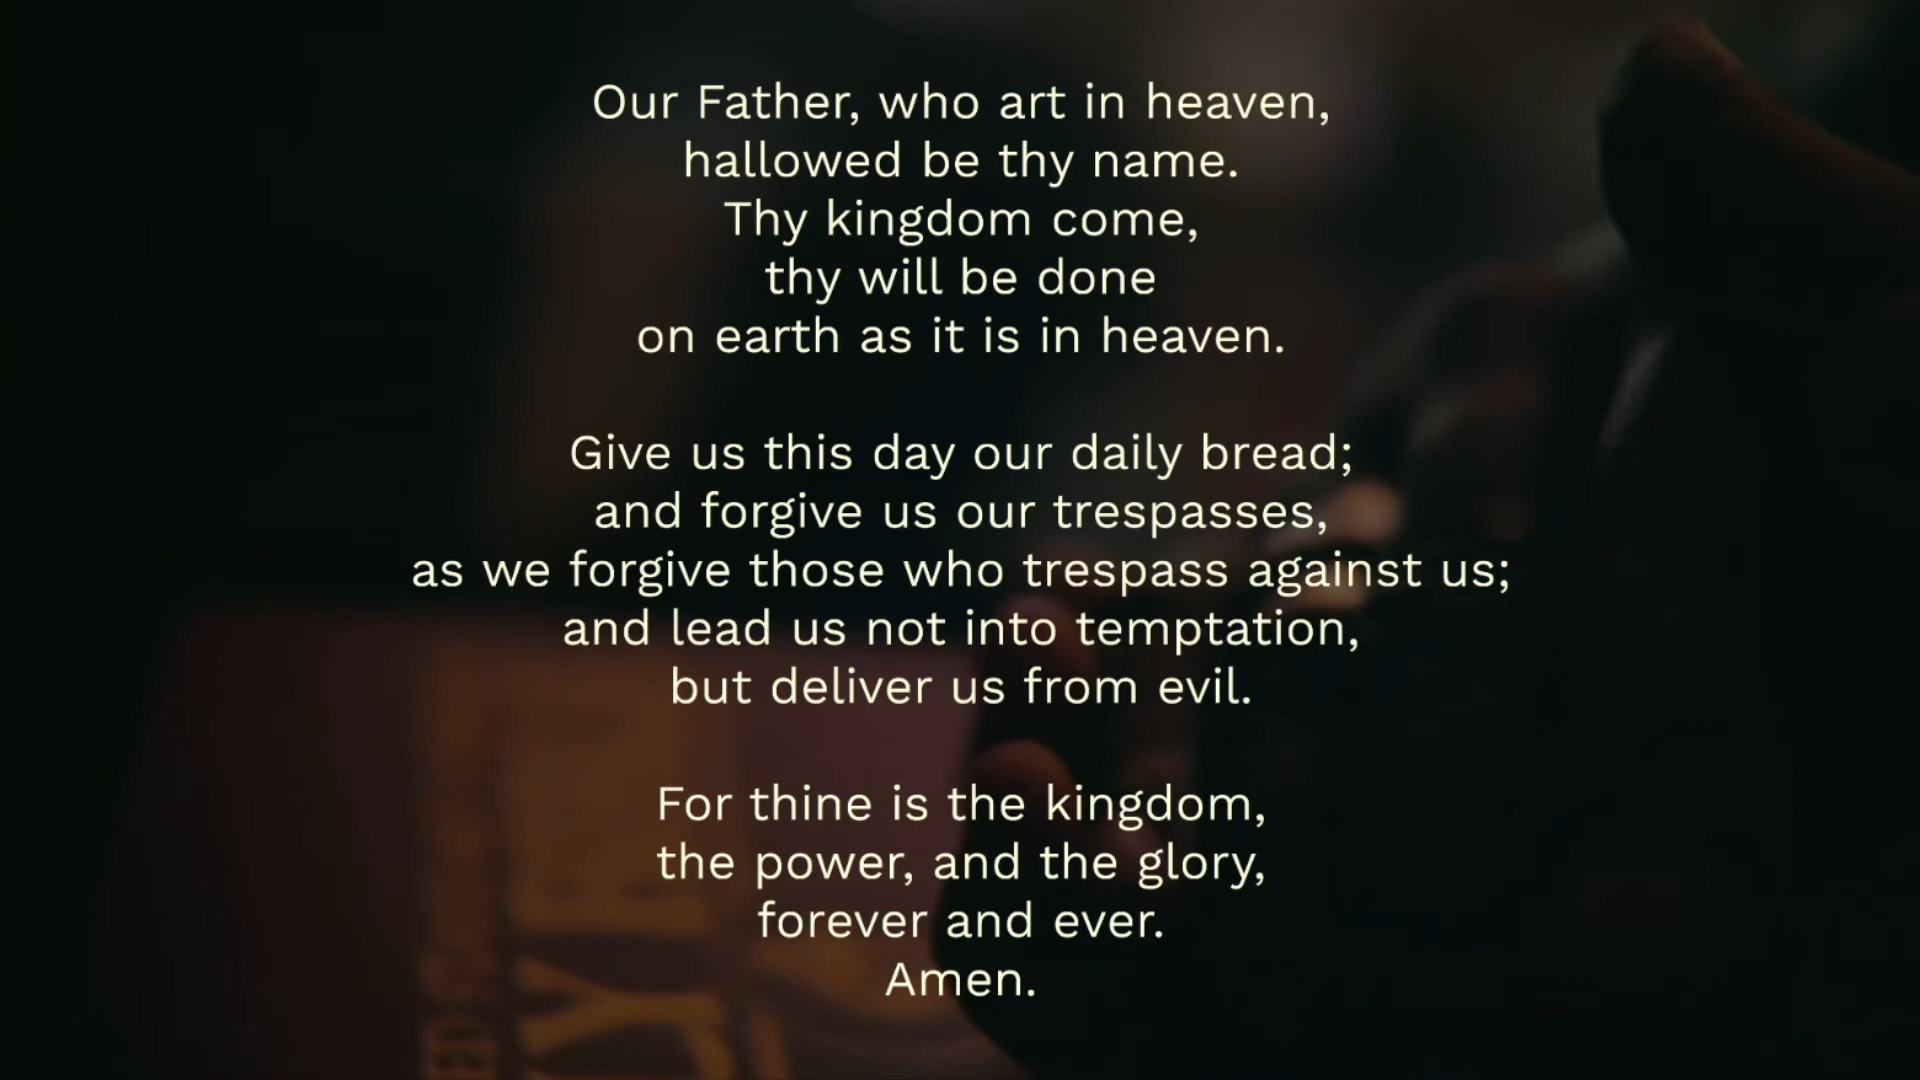 Our Father, who art in heaven,
hallowed be thy name.
Thy kingdom come,
thy will be done
on earth as it is in heaven.
Give us this day our daily bread;
and forgive us our trespasses,
as we forgive those who trespass against us;
and lead us not into temptation,
but deliver us from evil.
For thine is the kingdom,
the power, and the glory,
forever and ever.
Amen.